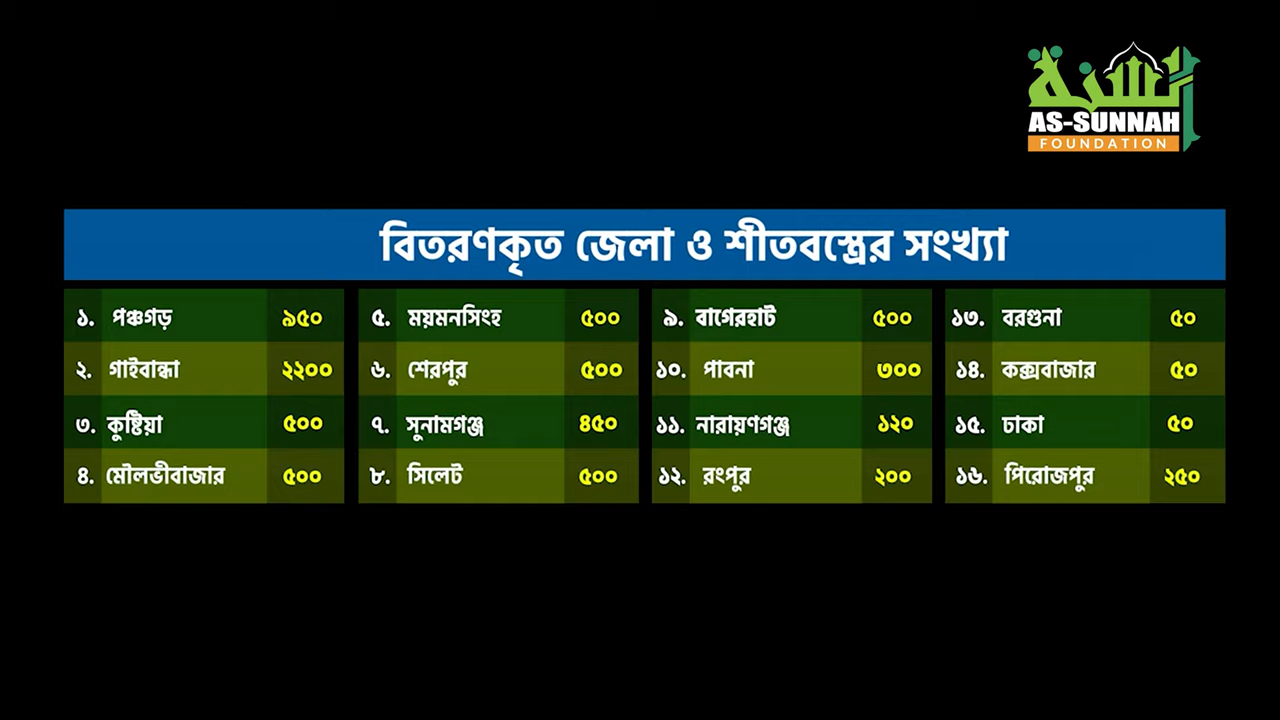 السنة
AS-SUNNAH
FOUNDATION
বিতরণকৃত জেলা ও শীতবস্ত্রের সংখ্যা
১. পঞ্চগড় ৯৫০
২. গাইবান্ধা ২২০০
৩. কুষ্টিয়া ৫০০
৪. মৌলভীবাজার ৫০০
৫. ময়মনসিংহ ৫০০
৬. শেরপুর ৫০০
৭. সুনামগঞ্জ ৪৫০
৮. সিলেট ৫০০
৯. বাগেরহাট ৫০০
১০. পাবনা ৩০০
১১. নারায়ণগঞ্জ ১২০
১২. রংপুর ২০০
১৩. বরগুনা ৫০
১৪. কক্সবাজার ৫০
১৫. ঢাকা ৫০
১৬. পিরোজপুর ২৫০